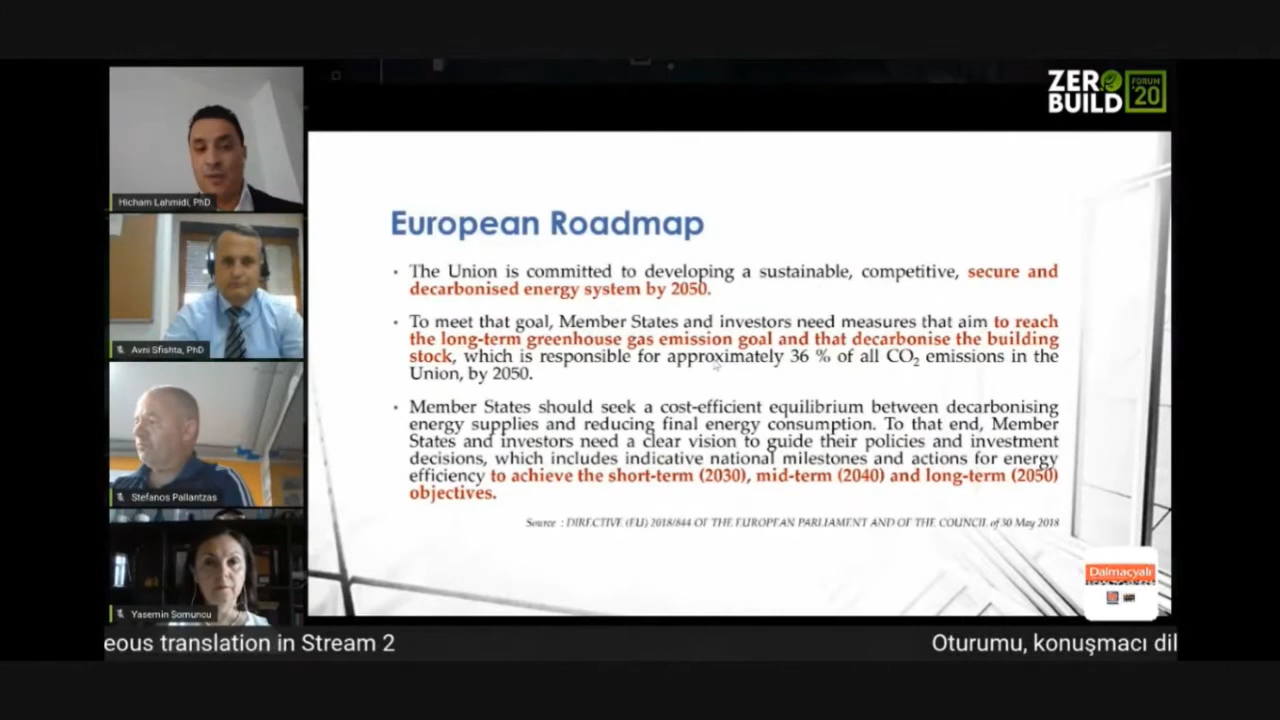 ZERO
BUILD
FORUM
'20
Hicham Lahmidi, PhD
Avni Sfishta, PhD
Stefanos Pallantzas
Yasemin Somuncu
European Roadmap
• The Union is committed to developing a sustainable, competitive, secure and
decarbonised energy system by 2050.
• To meet that goal, Member States and investors need measures that aim to reach
the long-term greenhouse gas emission goal and that decarbonise the building
stock, which is responsible for approximately 36 % of all CO₂ emissions in the
Union, by 2050.
• Member States should seek a cost-efficient equilibrium between decarbonising
energy supplies and reducing final energy consumption. To that end, Member
States and investors need a clear vision to guide their policies and investment
decisions, which includes indicative national milestones and actions for energy
efficiency to achieve the short-term (2030), mid-term (2040) and long-term (2050)
objectives.
Source : DIRECTIVE (EU) 2018/844 OF THE EUROPEAN PARLIAMENT AND OF THE COUNCIL of 30 May 2018
Dalmaçyalı
eous translation in Stream 2
Oturumu, konuşmacı dil